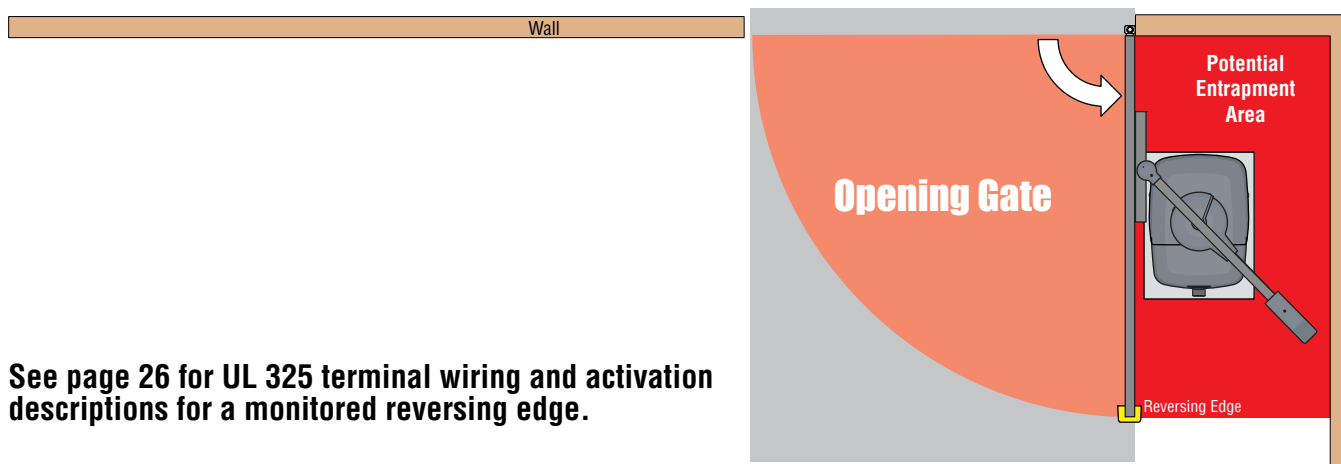 Wall
Potential
Entrapment
Area
Opening Gate
Reversing Edge
See page 26 for UL 325 terminal wiring and activation
descriptions for a monitored reversing edge.